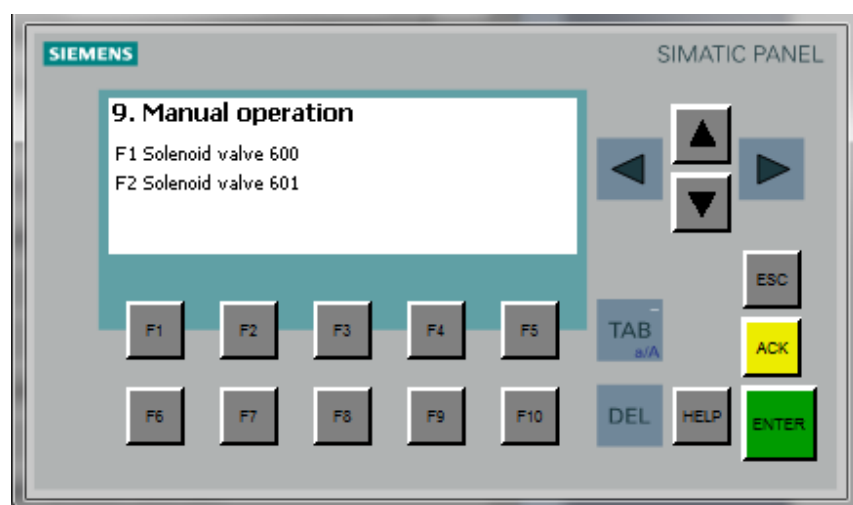 SIEMENS
SIMATIC PANEL
9. Manual operation
F1 Solenoid valve 600
F2 Solenoid valve 601
ESC
F1 F2 F3 F4 F5
TAB
a/A
ACK
F6 F7 F8 F9 F10
DEL
HELP
ENTER